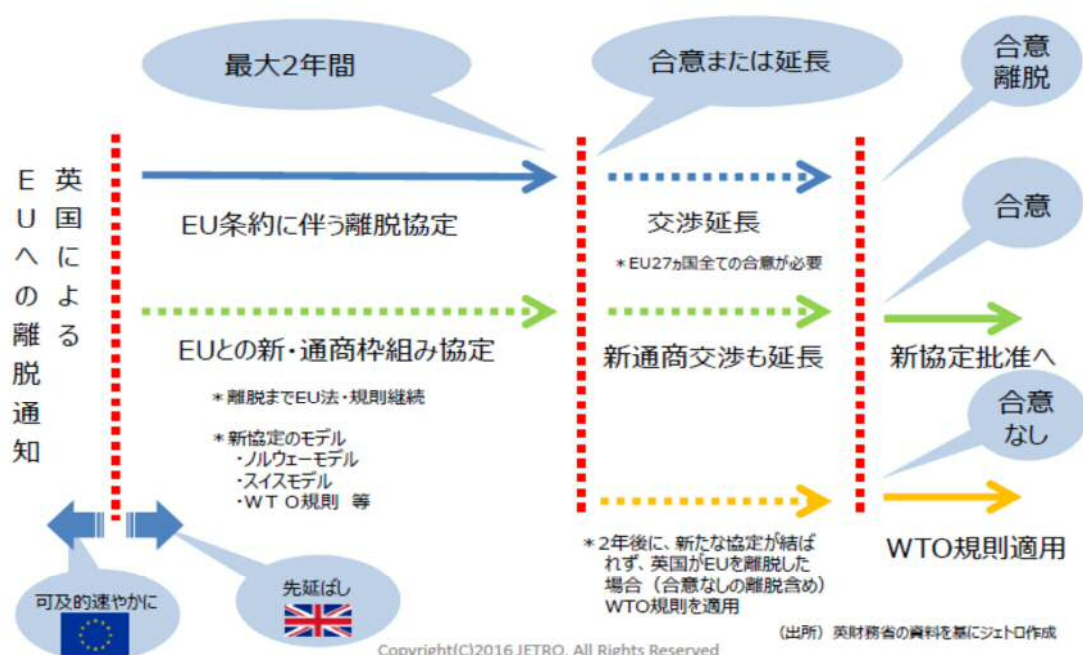 最大2年間
合意または延長
合意
離脱
英国による
EUへの離脱通知
EU条約に伴う離脱協定
交渉延長
*EU27ヵ国全ての合意が必要
合意
EUとの新・通商枠組み協定
新通商交渉も延長
新協定批准へ
*離脱までEU法・規則継続
*新協定のモデル
・ノルウェーモデル
・スイスモデル
・WTO規則 等
合意
なし
*2年後に、新たな協定が結ば
れず、英国がEUを離脱した
場合(合意なしの離脱含め)
WTO規則を適用
WTO規則適用
可及的速やかに
先延ばし
(出所)英財務省の資料を基にジェトロ作成
Copyright(C)2016 JETRO. All Rights Reserved